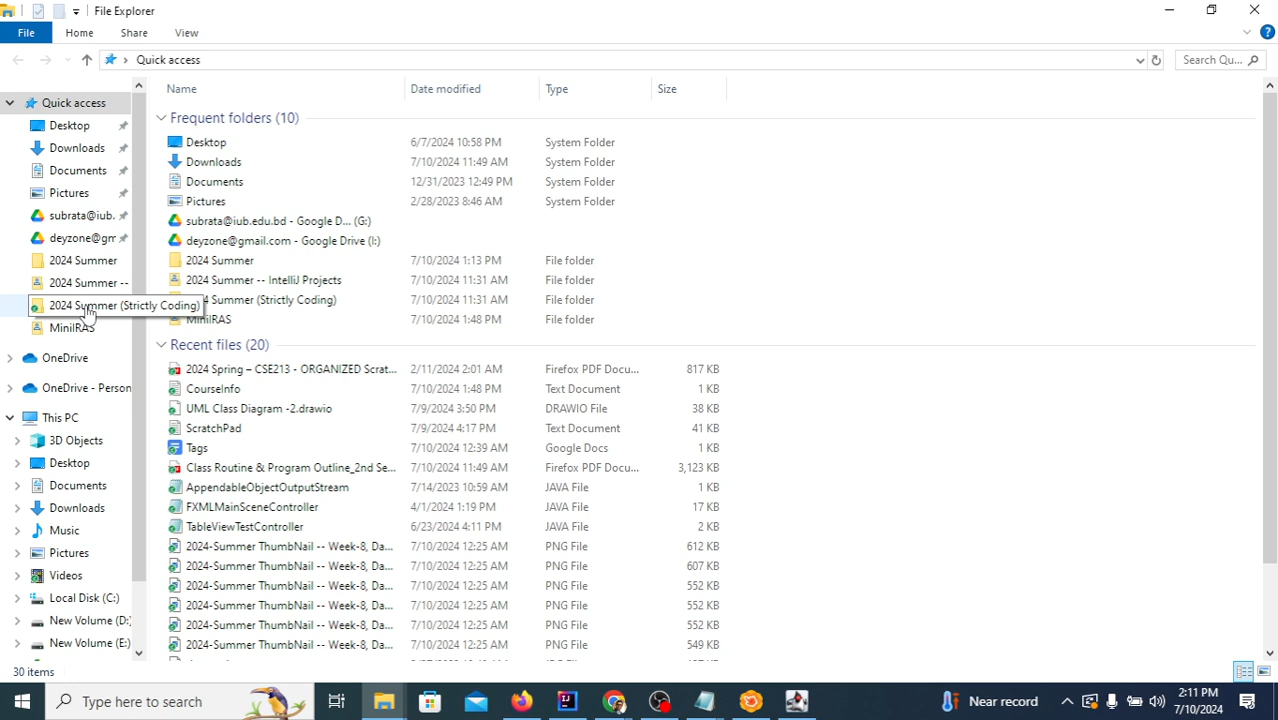 File Explorer
File Home Share View
Quick access
Search Qu...
Name Date modified Type Size
Quick access
Desktop
Downloads
Documents
Pictures
subrata@iub.
deyzone@gr
2024 Summer
2024 Summer --
2024 Summer (Strictly Coding)
MiniIRAS
OneDrive
OneDrive - Person
This PC
3D Objects
Desktop
Documents
Downloads
Music
Pictures
Videos
Local Disk (C:)
New Volume (D:)
New Volume (E:)
Frequent folders (10)
Desktop 6/7/2024 10:58 PM System Folder
Downloads 7/10/2024 11:49 AM System Folder
Documents 12/31/2023 12:49 PM System Folder
Pictures 2/28/2023 8:46 AM System Folder
subrata@iub.edu.bd - Google D... (G:)
deyzone@gmail.com - Google Drive (I:)
2024 Summer 7/10/2024 1:13 PM File folder
2024 Summer -- IntelliJ Projects 7/10/2024 11:31 AM File folder
4 Summer (Strictly Coding) 7/10/2024 11:31 AM File folder
MiniIRAS 7/10/2024 1:48 PM File folder
Recent files (20)
2024 Spring – CSE213 - ORGANIZED Scrat... 2/11/2024 2:01 AM Firefox PDF Docu... 817 KB
CourseInfo 7/10/2024 1:48 PM Text Document 1 KB
UML Class Diagram -2.drawio 7/9/2024 3:50 PM DRAWIO File 38 KB
ScratchPad 7/9/2024 4:17 PM Text Document 41 KB
Tags 7/10/2024 12:39 AM Google Docs 1 KB
Class Routine & Program Outline_2nd Se... 7/10/2024 11:49 AM Firefox PDF Docu... 3,123 KB
AppendableObjectOutputStream 7/14/2023 10:59 AM JAVA File 1 KB
FXMLMainSceneController 4/1/2024 1:19 PM JAVA File 17 KB
TableViewTestController 6/23/2024 4:11 PM JAVA File 2 KB
2024-Summer ThumbNail -- Week-8, Da... 7/10/2024 12:25 AM PNG File 612 KB
2024-Summer ThumbNail -- Week-8, Da... 7/10/2024 12:25 AM PNG File 607 KB
2024-Summer ThumbNail -- Week-8, Da... 7/10/2024 12:25 AM PNG File 552 KB
2024-Summer ThumbNail -- Week-8, Da... 7/10/2024 12:25 AM PNG File 552 KB
2024-Summer ThumbNail -- Week-8, Da... 7/10/2024 12:25 AM PNG File 552 KB
2024-Summer ThumbNail -- Week-8, Da... 7/10/2024 12:25 AM PNG File 549 KB
30 items
Type here to search
Near record
2:11 PM
7/10/2024